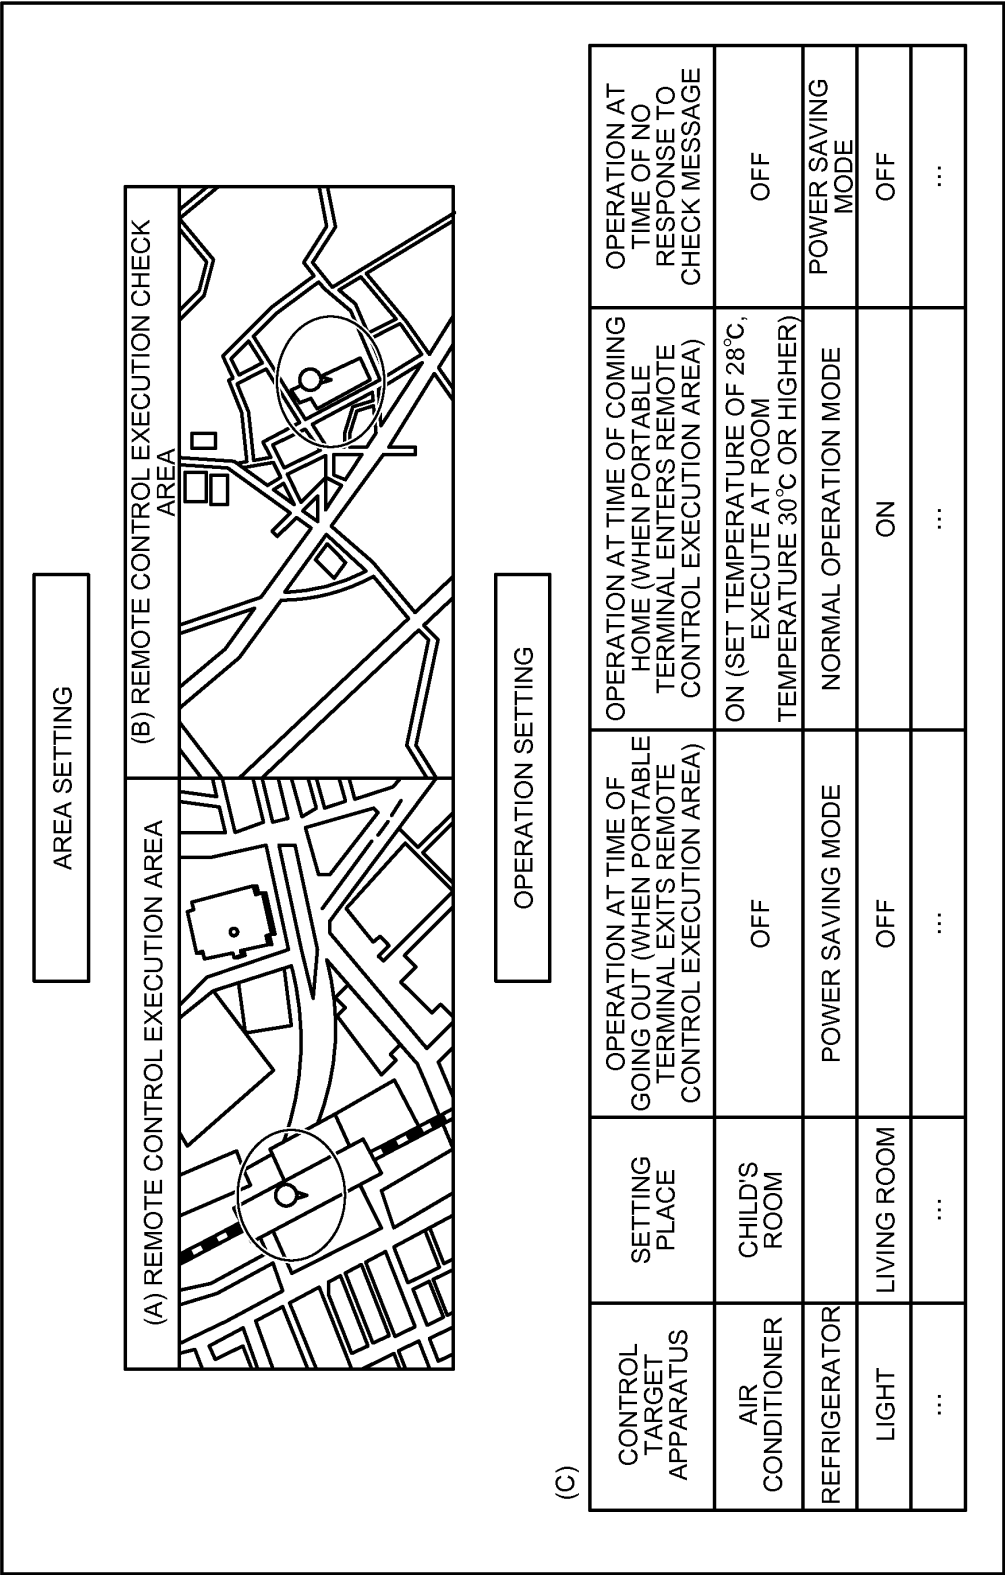 AREA SETTING
(A) REMOTE CONTROL EXECUTION AREA
(B) REMOTE CONTROL EXECUTION CHECK
AREA
OPERATION SETTING
(C)
CONTROL
TARGET
APPARATUS
SETTING
PLACE
OPERATION AT TIME OF
GOING OUT (WHEN PORTABLE
TERMINAL EXITS REMOTE
CONTROL EXECUTION AREA)
OPERATION AT TIME OF COMING
HOME (WHEN PORTABLE
TERMINAL ENTERS REMOTE
CONTROL EXECUTION AREA)
OPERATION AT
TIME OF NO
RESPONSE TO
CHECK MESSAGE
AIR
CONDITIONER
CHILD'S
ROOM
OFF
ON (SET TEMPERATURE OF 28°C,
EXECUTE AT ROOM
TEMPERATURE 30°C OR HIGHER)
OFF
REFRIGERATOR
POWER SAVING MODE
NORMAL OPERATION MODE
POWER SAVING
MODE
LIGHT
LIVING ROOM
OFF
ON
OFF
...
...
...
...
...